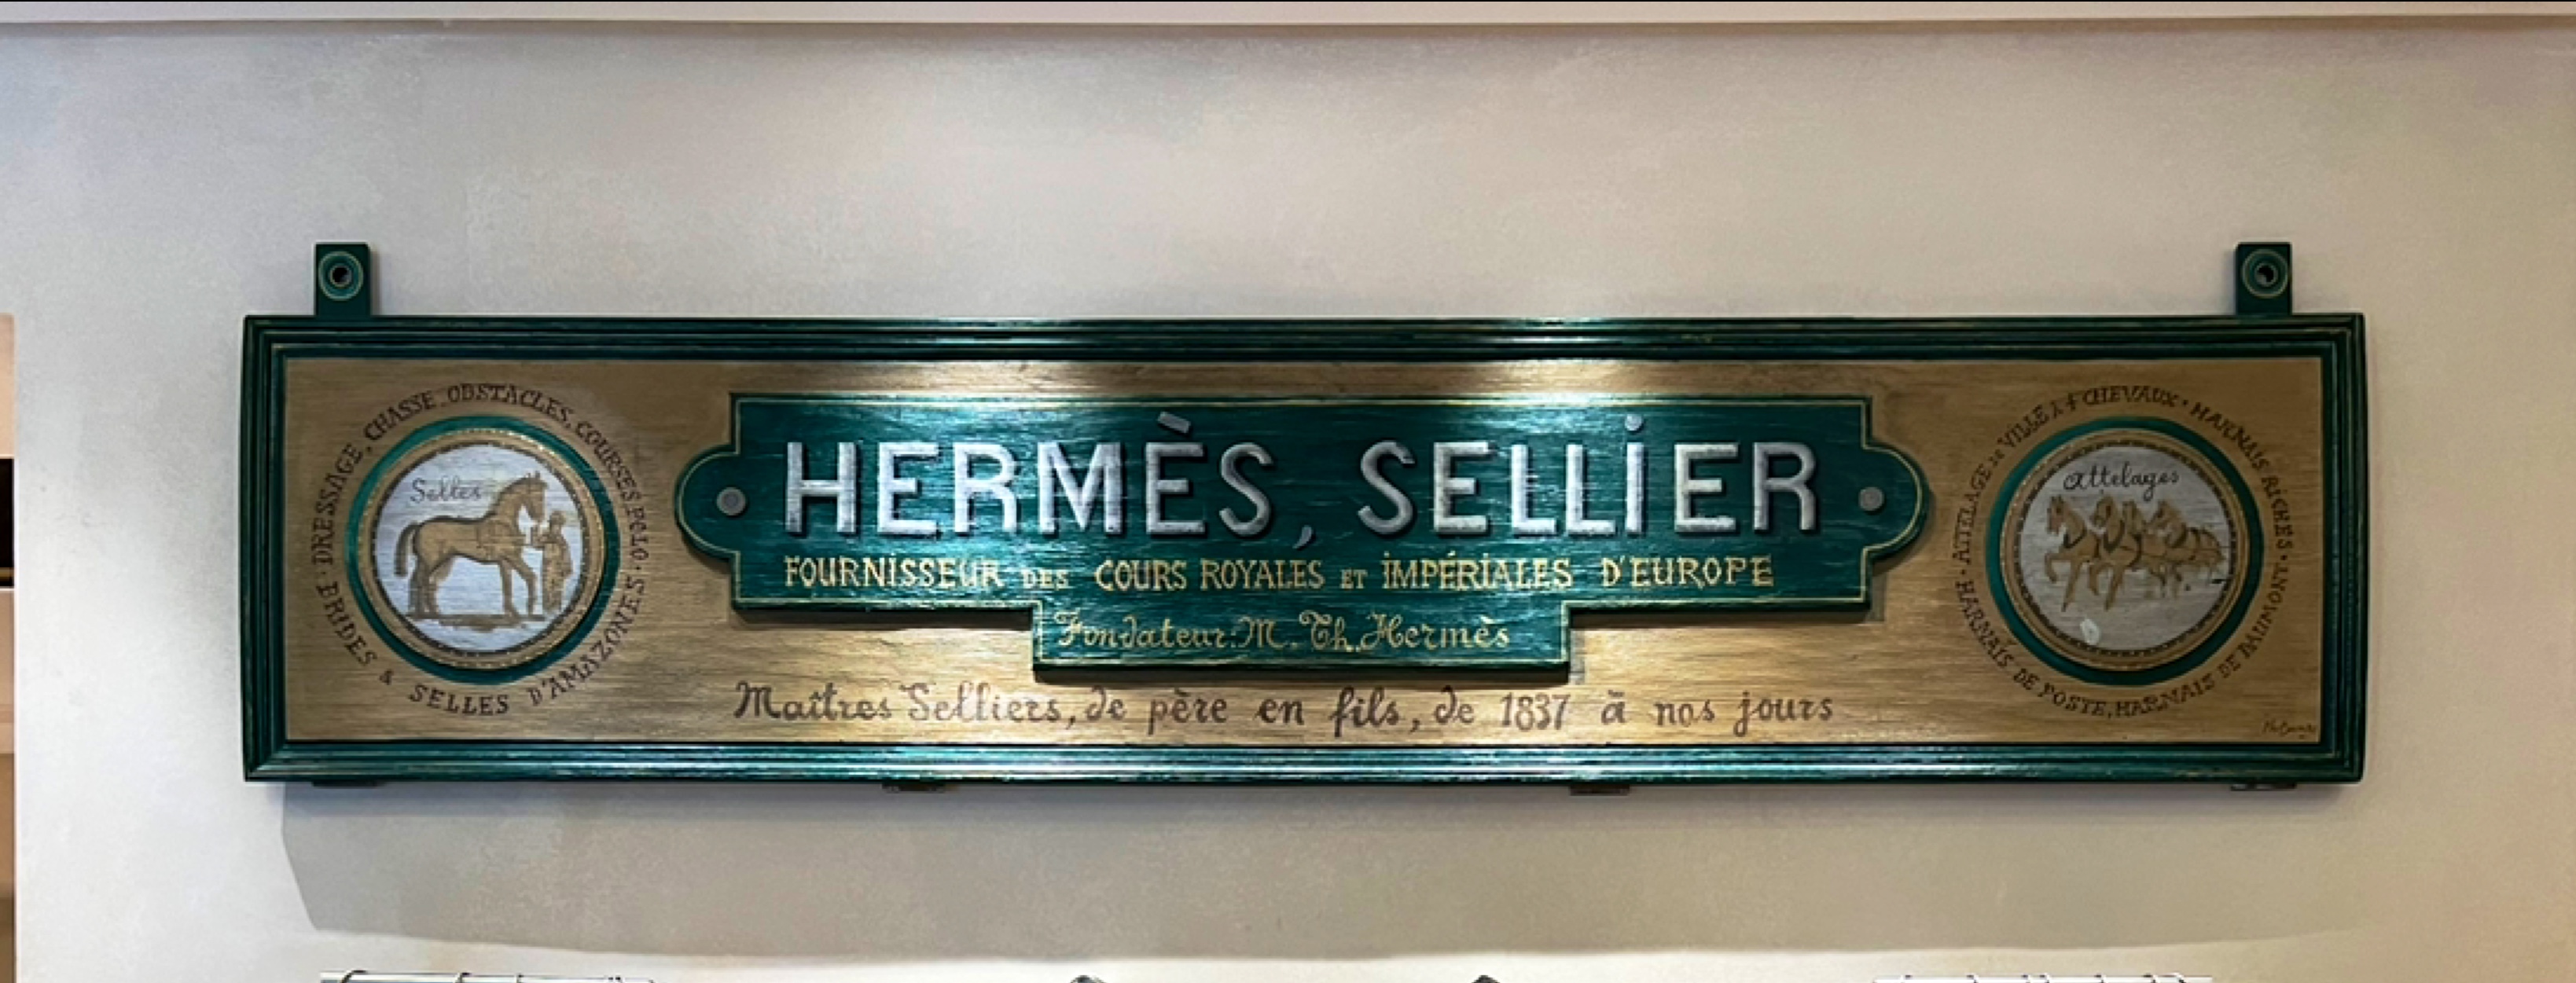 HERMÈS, SELLIER
FOURNISSEUR DES COURS ROYALES ET IMPÉRIALES D'EUROPE
Fondateur: M. Th. Hermès
Maîtres Selliers, de père en fils, de 1837 à nos jours
DRESSAGE, CHASSE OBSTACLES, COURSES POLO · BRIDES & SELLES D'AMAZONES ·
Selles
ATTELAGE DE VILLE À 4 CHEVAUX · HARNAIS RICHES · HARNAIS DE POSTE, HARNAIS DE DAUMONT ·
attelages